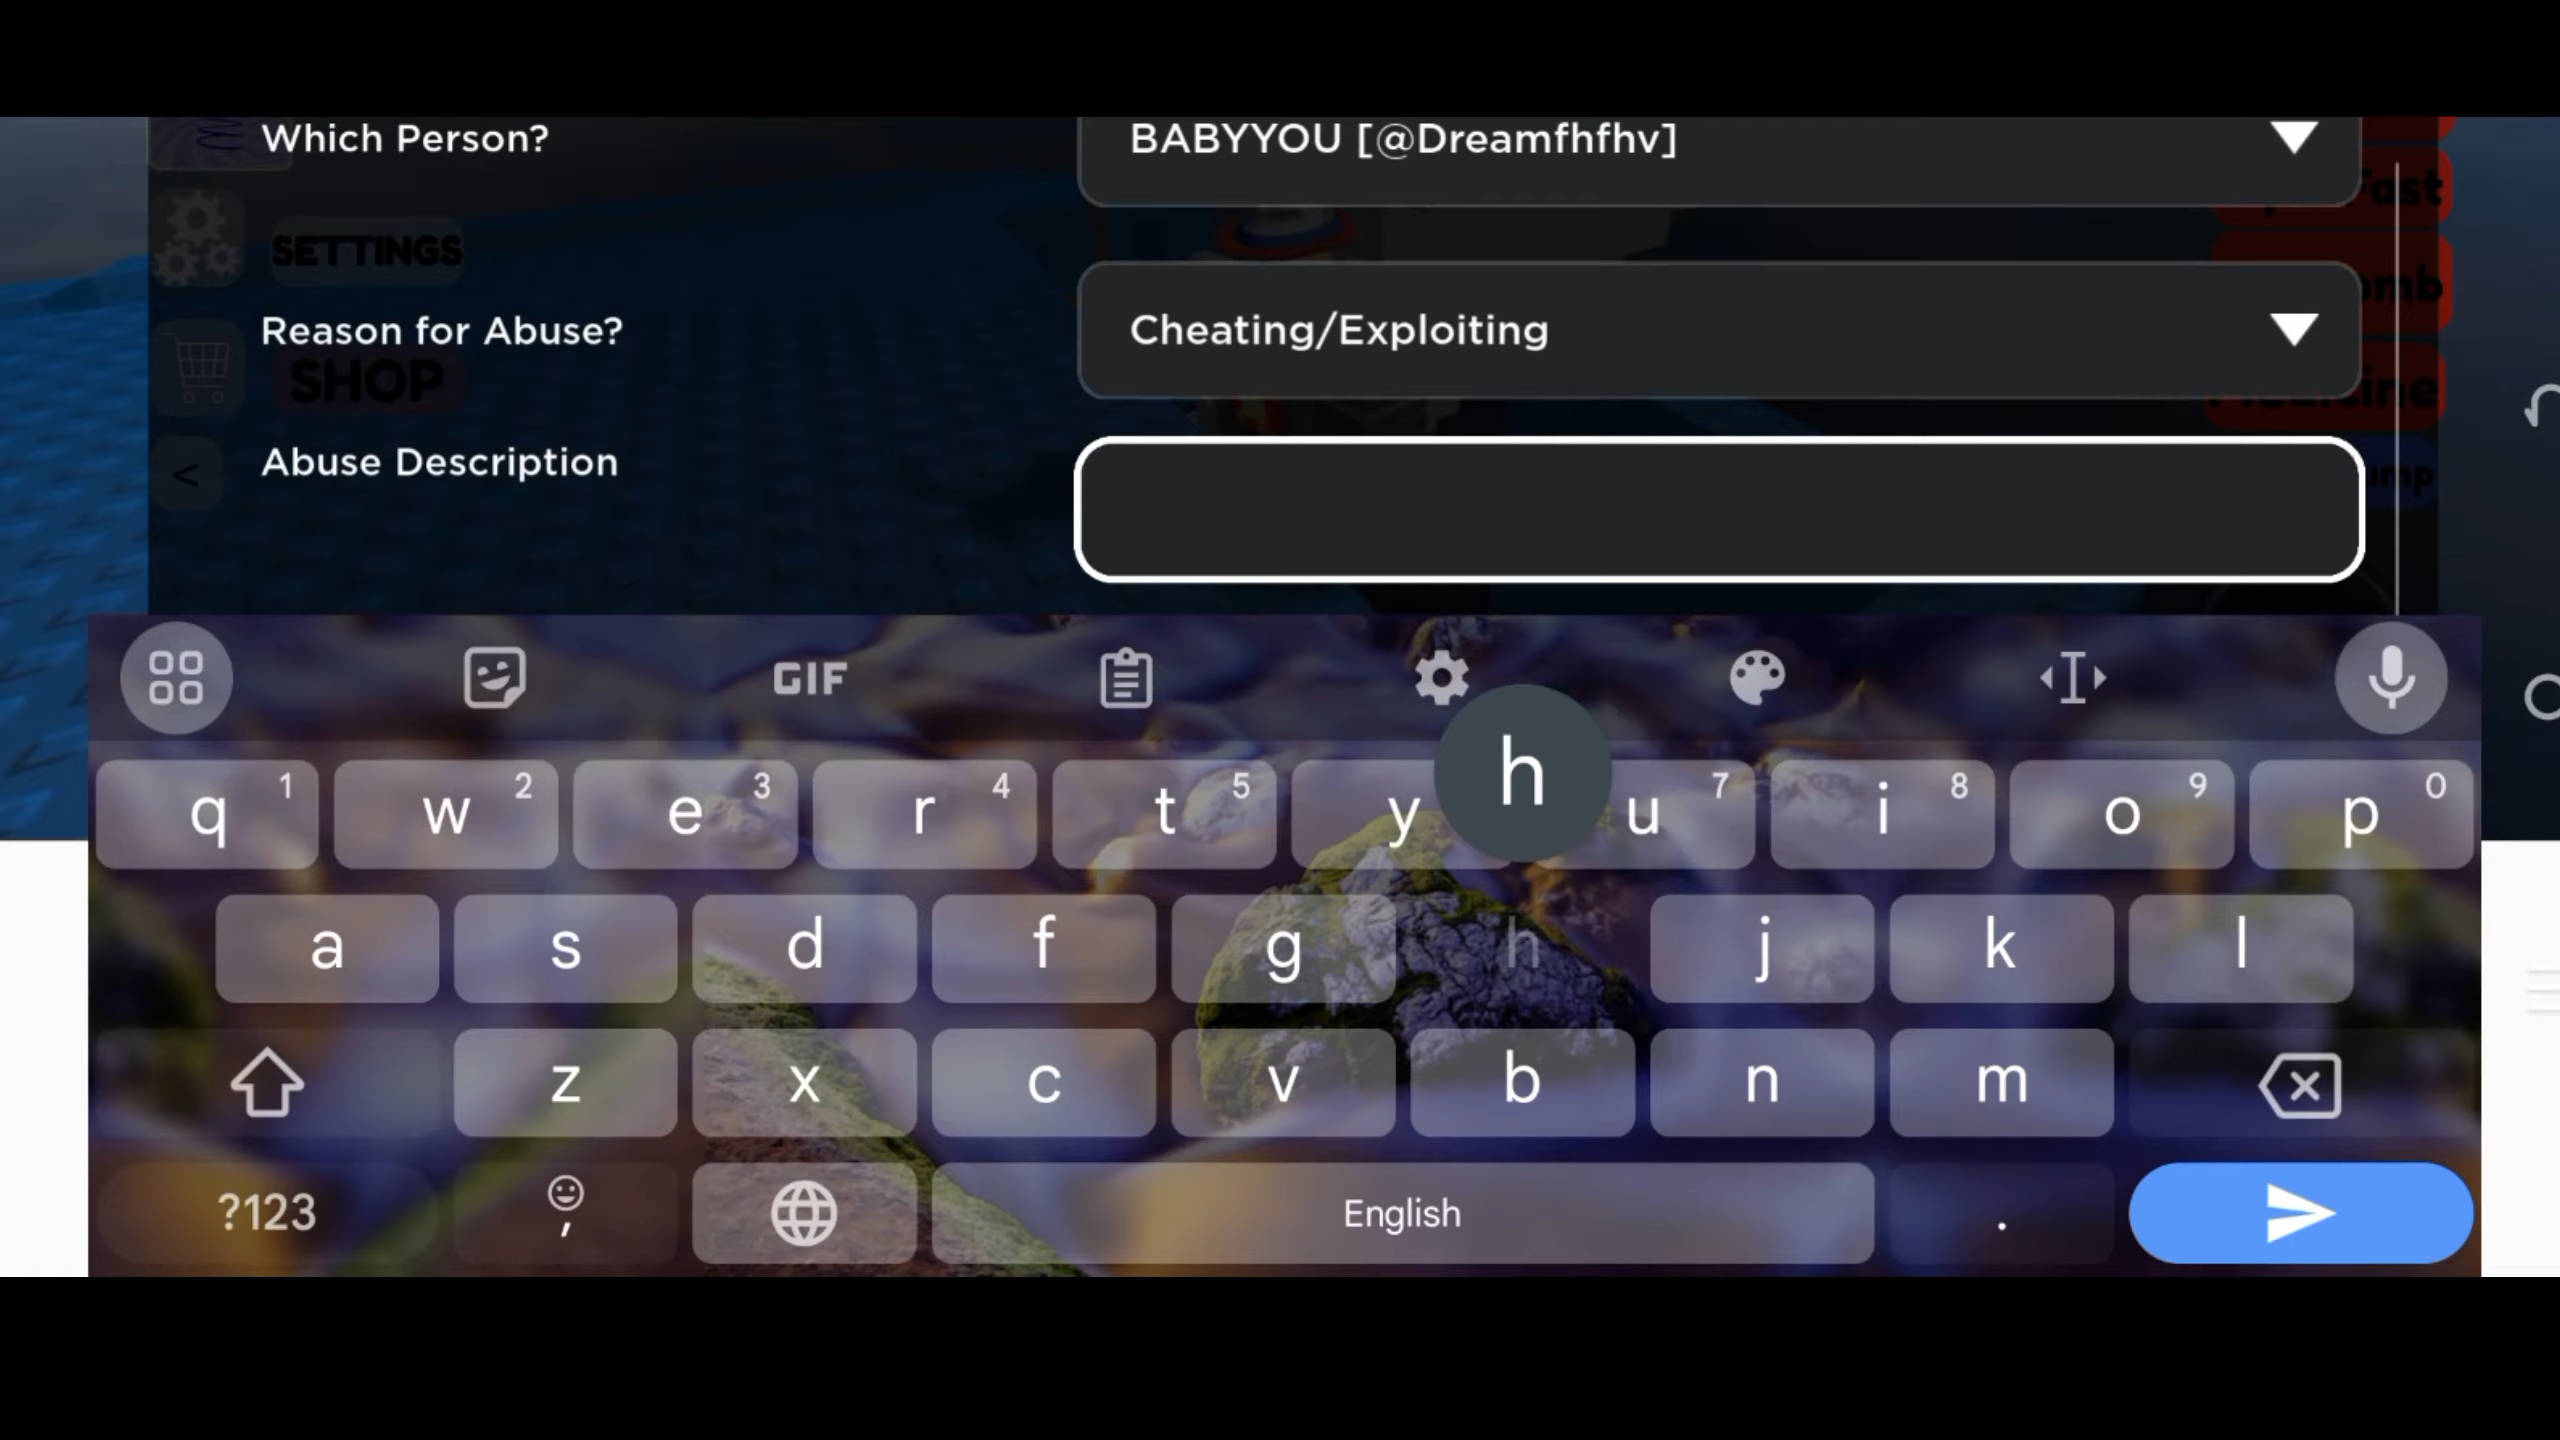 Which Person?
BABYYOU [@Dreamfhfhv]
SETTINGS
Fast
Reason for Abuse?
Cheating/Exploiting
SHOP
Abuse Description
<
GIF
h
q 1 w 2 e 3 r 4 t 5 y u 7 i 8 o 9 p 0
a s d f g h j k l
z x c v b n m
?123 , English .